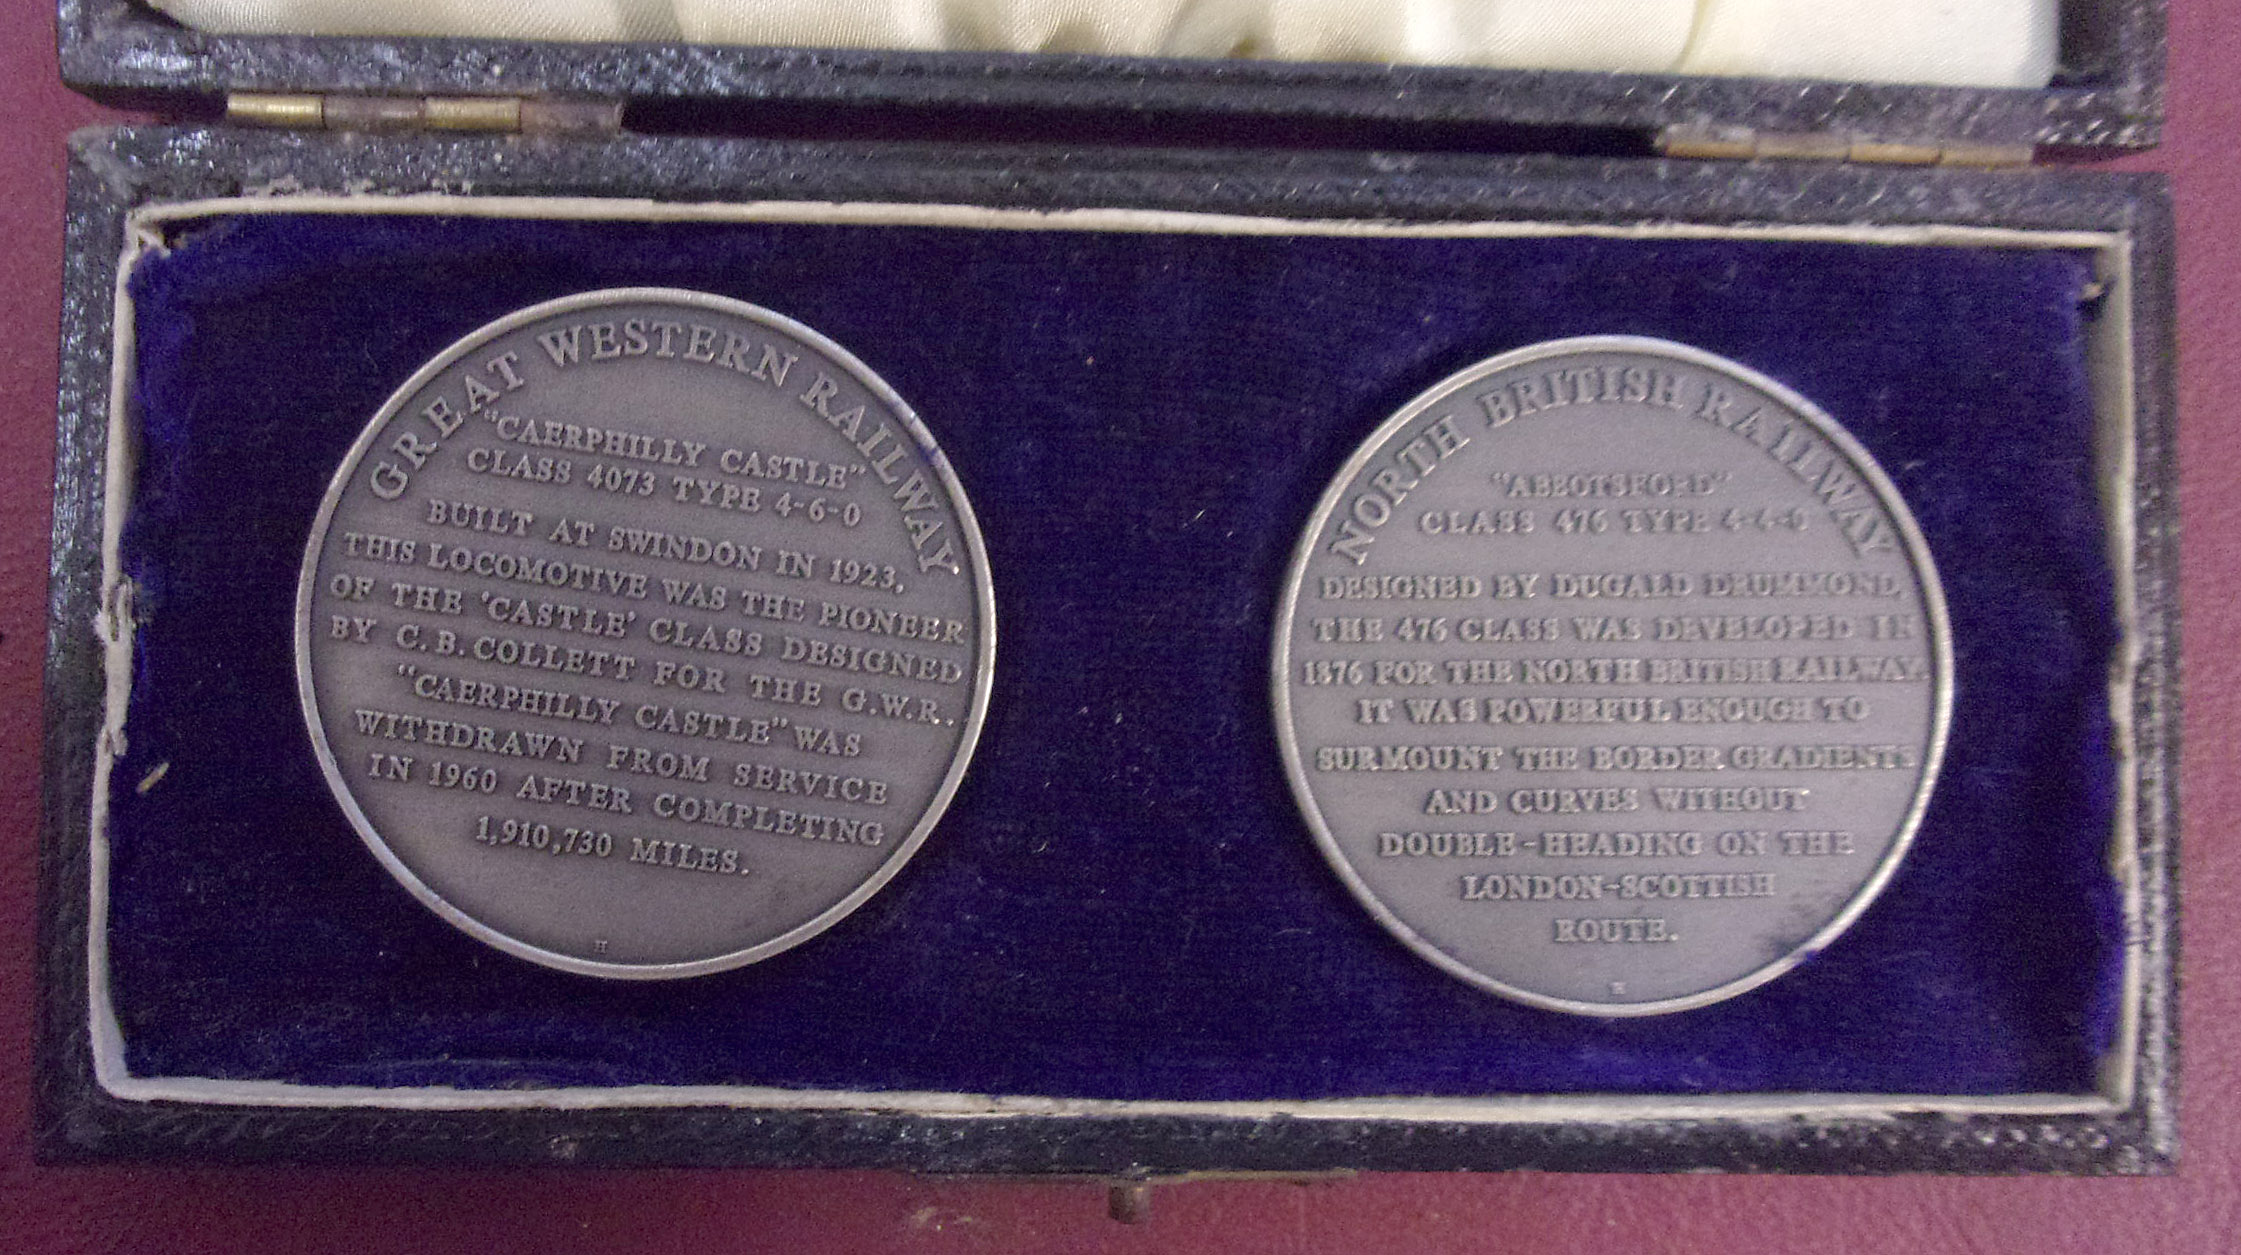 GREAT WESTERN RAILWAY
"CAERPHILLY CASTLE"
CLASS 4073 TYPE 4-6-0
BUILT AT SWINDON IN 1923.
THIS LOCOMOTIVE WAS THE PIONEER
OF THE 'CASTLE' CLASS DESIGNED
BY C.B. COLLETT FOR THE G.W.R.
"CAERPHILLY CASTLE" WAS
WITHDRAWN FROM SERVICE
IN 1960 AFTER COMPLETING
1,910,730 MILES.
H
NORTH BRITISH RAILWAY
"ABBOTSFORD"
CLASS 476 TYPE 4-4-0
DESIGNED BY DUGALD DRUMMOND,
THE 476 CLASS WAS DEVELOPED IN
1876 FOR THE NORTH BRITISH RAILWAY.
IT WAS POWERFUL ENOUGH TO
SURMOUNT THE BORDER GRADIENTS
AND CURVES WITHOUT
DOUBLE-HEADING ON THE
LONDON-SCOTTISH
ROUTE.
H